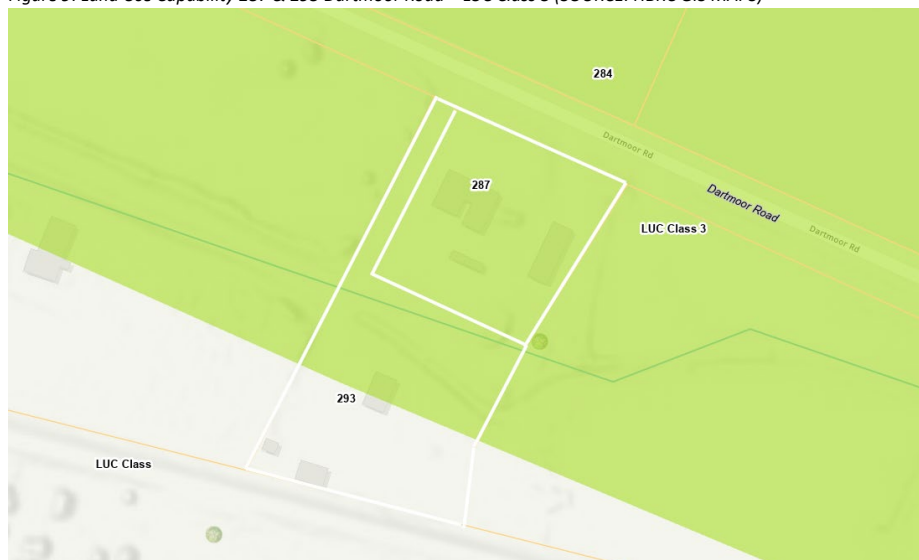 Figure 3: Land Use Capability 287 & 293 Dartmoor Road – LUC Class 3 (SOURCE: HBRC GIS MAPS)
284
Dartmoor Rd
287
Dartmoor Road
LUC Class 3
Dartmoor Rd
293
LUC Class